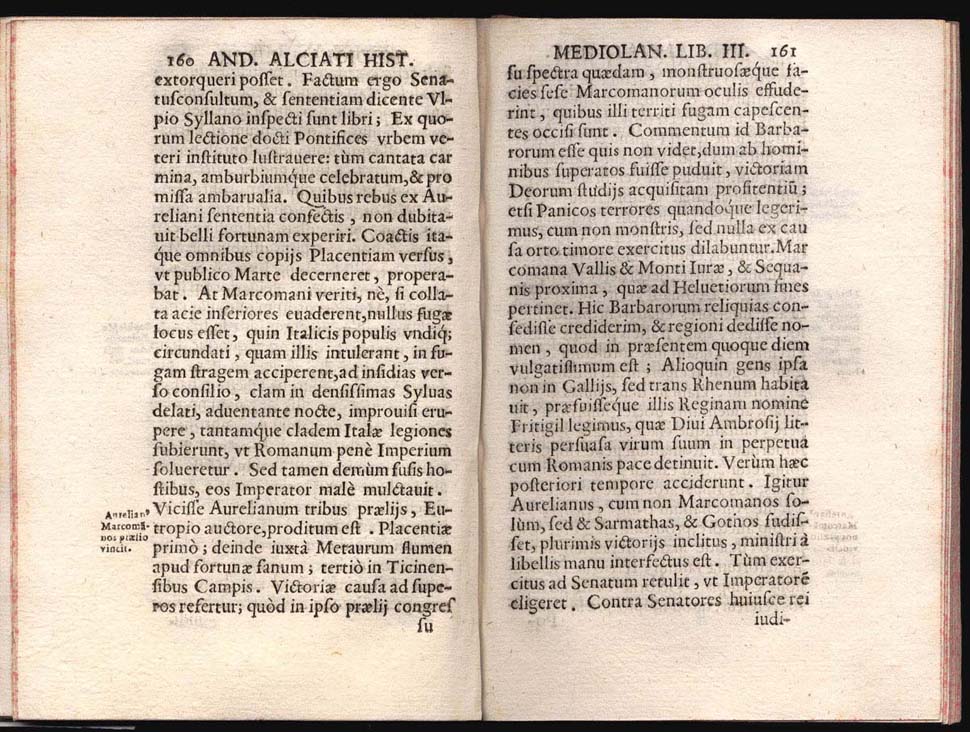 160 AND. ALCIATI HIST.
extorqueri posset. Factum ergo Sena-
tusconsultum, & sententiam dicente Vl-
pio Syllano inspecti sunt libri; Ex quo-
rum lectione docti Pontifices vrbem ve-
teri instituto lustrauere: tùm cantata car
mina, amburbiumque celebratum, & pro
missa ambarualia. Quibus rebus ex Au-
reliani sententia confectis, non dubita-
uit belli fortunam experiri. Coactis ita-
que omnibus copijs Placentiam versus,
vt publico Marte decerneret, propera-
bat. At Marcomani veriti, nè, si colla-
ta acie inferiores euaderent, nullus fugæ
locus esset, quin Italicis populis vndiq;
circundati, quam illis intulerant, in fu-
gam stragem acciperent, ad insidias ver-
so consilio, clam in densissimas Syluas
delati, aduentante nocte, improuisi eru-
pere, tantamque cladem Italæ legiones
subierunt, vt Romanum penè Imperium
solueretur. Sed tamen demùm fusis ho-
stibus, eos Imperator malè mulctauit.
Vicisse Aurelianum tribus prælijs, Eu-
tropio auctore, proditum est. Placentiæ
primò; deinde iuxtà Metaurum flumen
apud fortunæ fanum; tertiò in Ticinen-
sibus Campis. Victoriæ causa ad supe-
ros refertur; quòd in ipso prælij congres
su
Aurelian⁹
Marcomā-
nos prælio
vincit.
MEDIOLAN. LIB. III. 161
su spectra quædam, monstruosæque fa-
cies sese Marcomanorum oculis effude-
rint, quibus illi territi fugam capescen-
tes occisi sunt. Commentum id Barba-
rorum esse quis non videt, dum ab homi-
nibus superatos fuisse puduit, victoriam
Deorum studijs acquisitam profitentiū;
etsi Panicos terrores quandoque legeri-
mus, cum non monstris, sed nulla ex cau
sa orto timore exercitus dilabuntur. Mar
comana Vallis & Monti Iuræ, & Sequa-
nis proxima, quæ ad Heluetiorum fines
pertinet. Hic Barbarorum reliquias con-
sedisse crediderim, & regioni dedisse no-
men, quod in præsentem quoque diem
vulgatissimum est; Alioquin gens ipsa
non in Gallijs, sed trans Rhenum habita
uit, præfuisseque illis Reginam nomine
Fritigil legimus, quæ Diui Ambrosij lit-
teris persuasa virum suum in perpetua
cum Romanis pace detinuit. Verùm hæc
posteriori tempore acciderunt. Igitur
Aurelianus, cum non Marcomanos so-
lùm, sed & Sarmathas, & Gothos fudis-
set, plurimis victorijs inclitus, ministri à
libellis manu interfectus est. Tùm exer-
citus ad Senatum retulit, vt Imperatorē
eligeret. Contra Senatores huiusce rei
iudi-